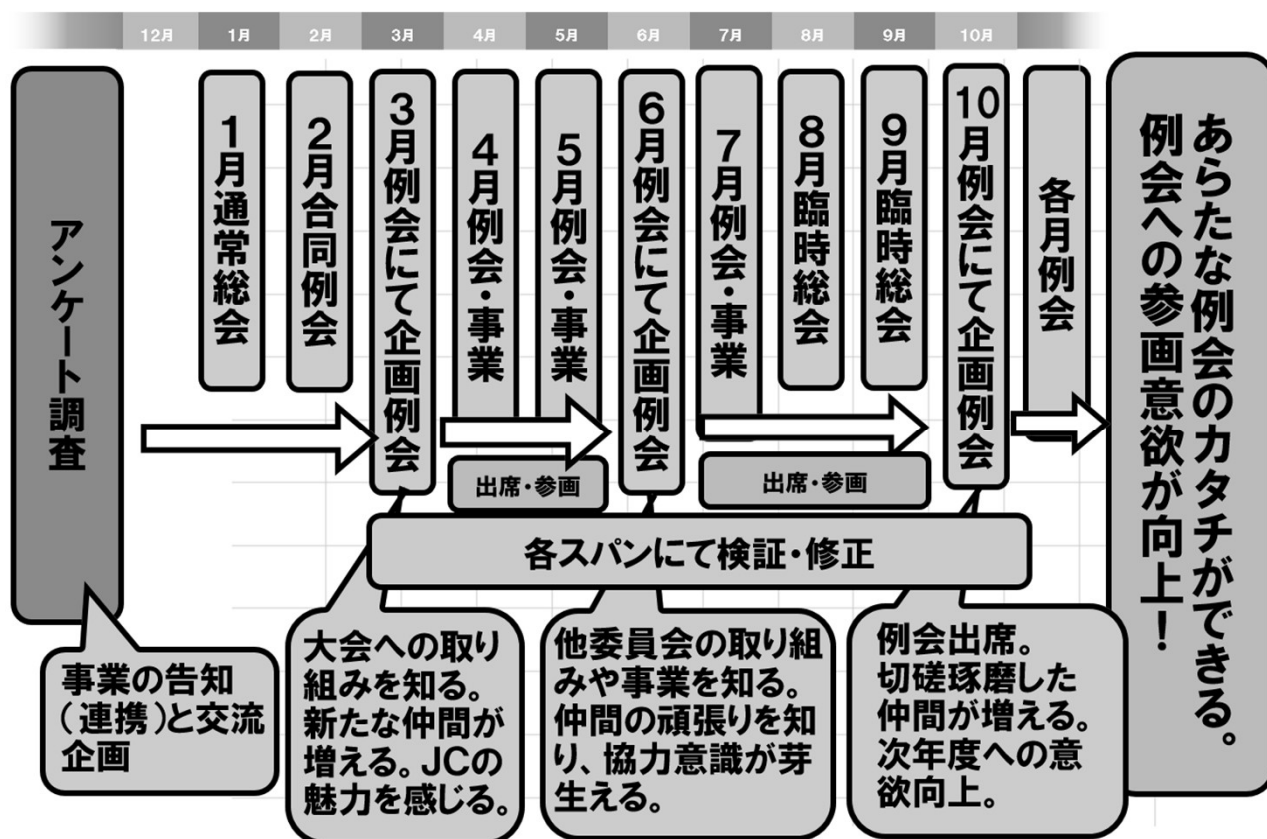 12月
1月
2月
3月
4月
5月
6月
7月
8月
9月
10月
アンケート調査
1月通常総会
2月合同例会
3月例会にて企画例会
4月例会・事業
5月例会・事業
6月例会にて企画例会
7月例会・事業
8月臨時総会
9月臨時総会
10月例会にて企画例会
各月例会
あらたな例会のカタチができる。
例会への参画意欲が向上！
出席・参画
出席・参画
各スパンにて検証・修正
事業の告知
（連携）と交流
企画
大会への取り
組みを知る。
新たな仲間が
増える。JCの
魅力を感じる。
他委員会の取り組
みや事業を知る。
仲間の頑張りを知
り、協力意識が芽
生える。
例会出席。
切磋琢磨した
仲間が増える。
次年度への意
欲向上。